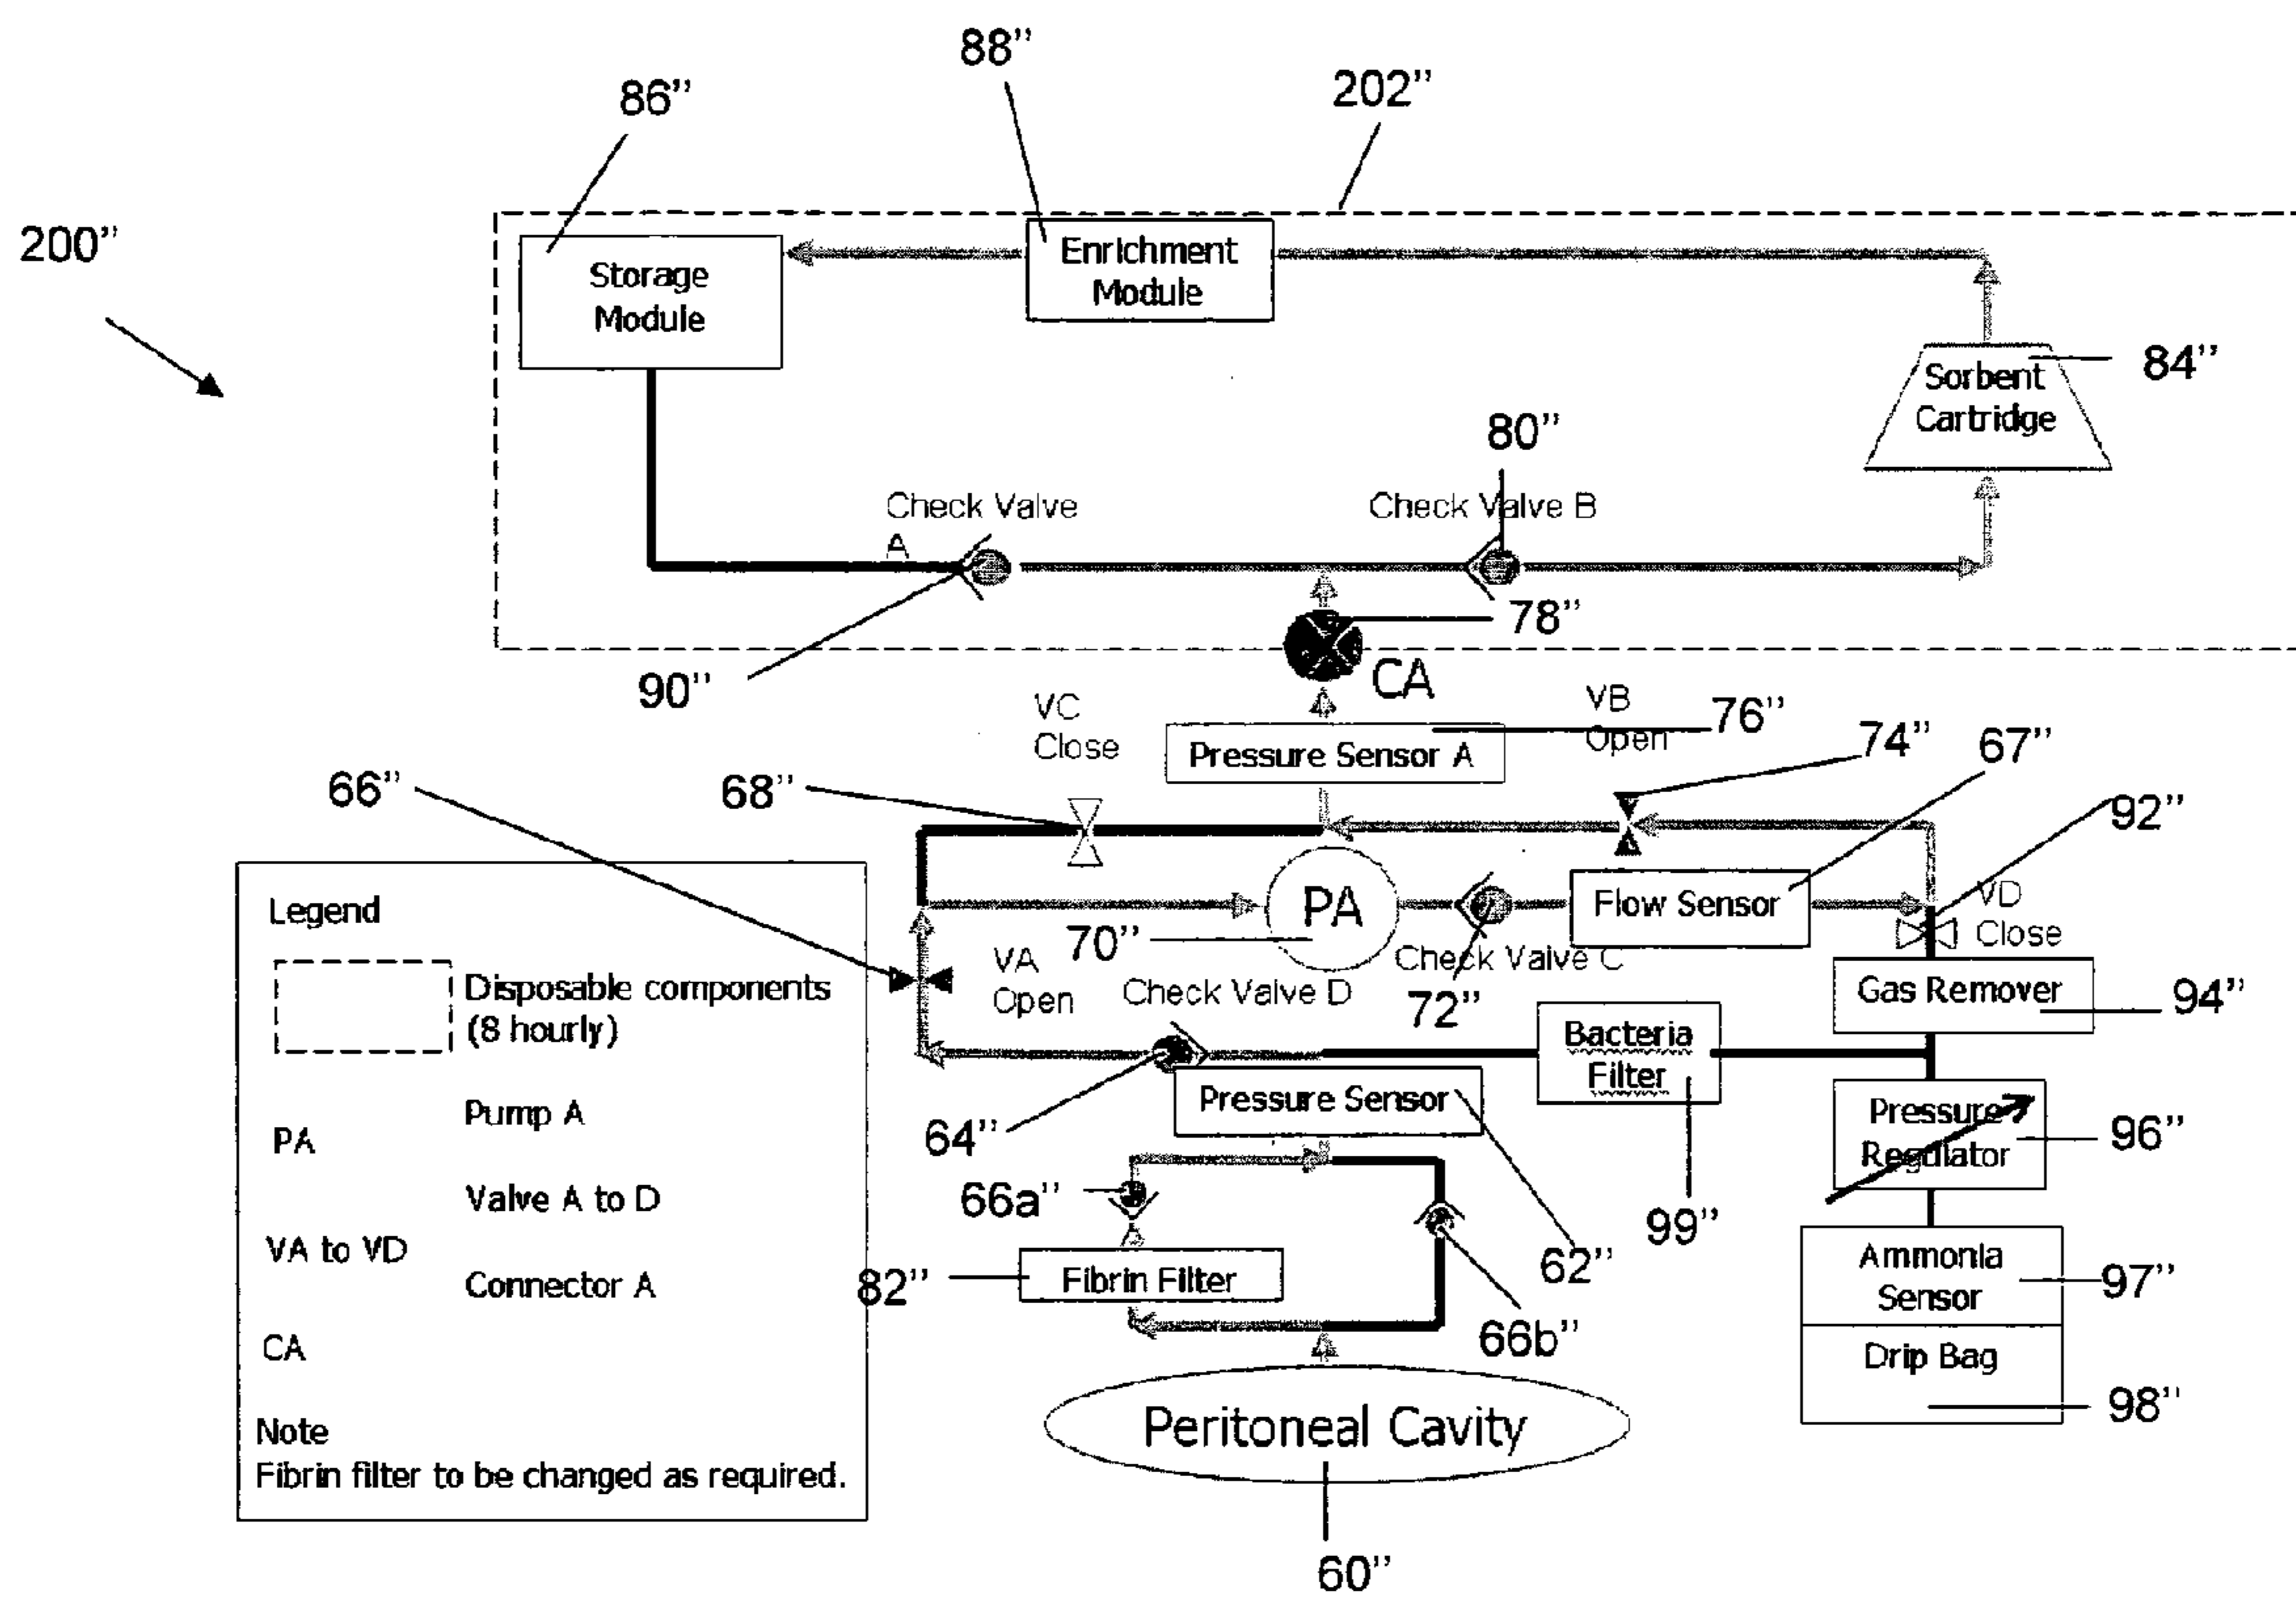 88”
86”
202”
200”
Storage
Module
Enrichment
Module
84”
Sorbent
Cartridge
80”
Check Valve
A
Check Valve B
78”
90”
CA
VC
Close
VB
Open
76”
Pressure Sensor A
74”
67”
66”
68”
92”
Legend
Disposable components
(8 hourly)
PA
Pump A
VA to VD
Valve A to D
CA
Connector A
Note
Fibrin filter to be changed as required.
PA
Flow Sensor
VD
Close
70”
Check Valve C
VA
Open
Check Valve D
72”
Gas Remover
94”
Bacteria
Filter
64”
Pressure Sensor
Pressure
Regulator
96”
66a”
99”
62”
82”
Fibrin Filter
66b”
Ammonia
Sensor
97”
Drip Bag
98”
Peritoneal Cavity
60”